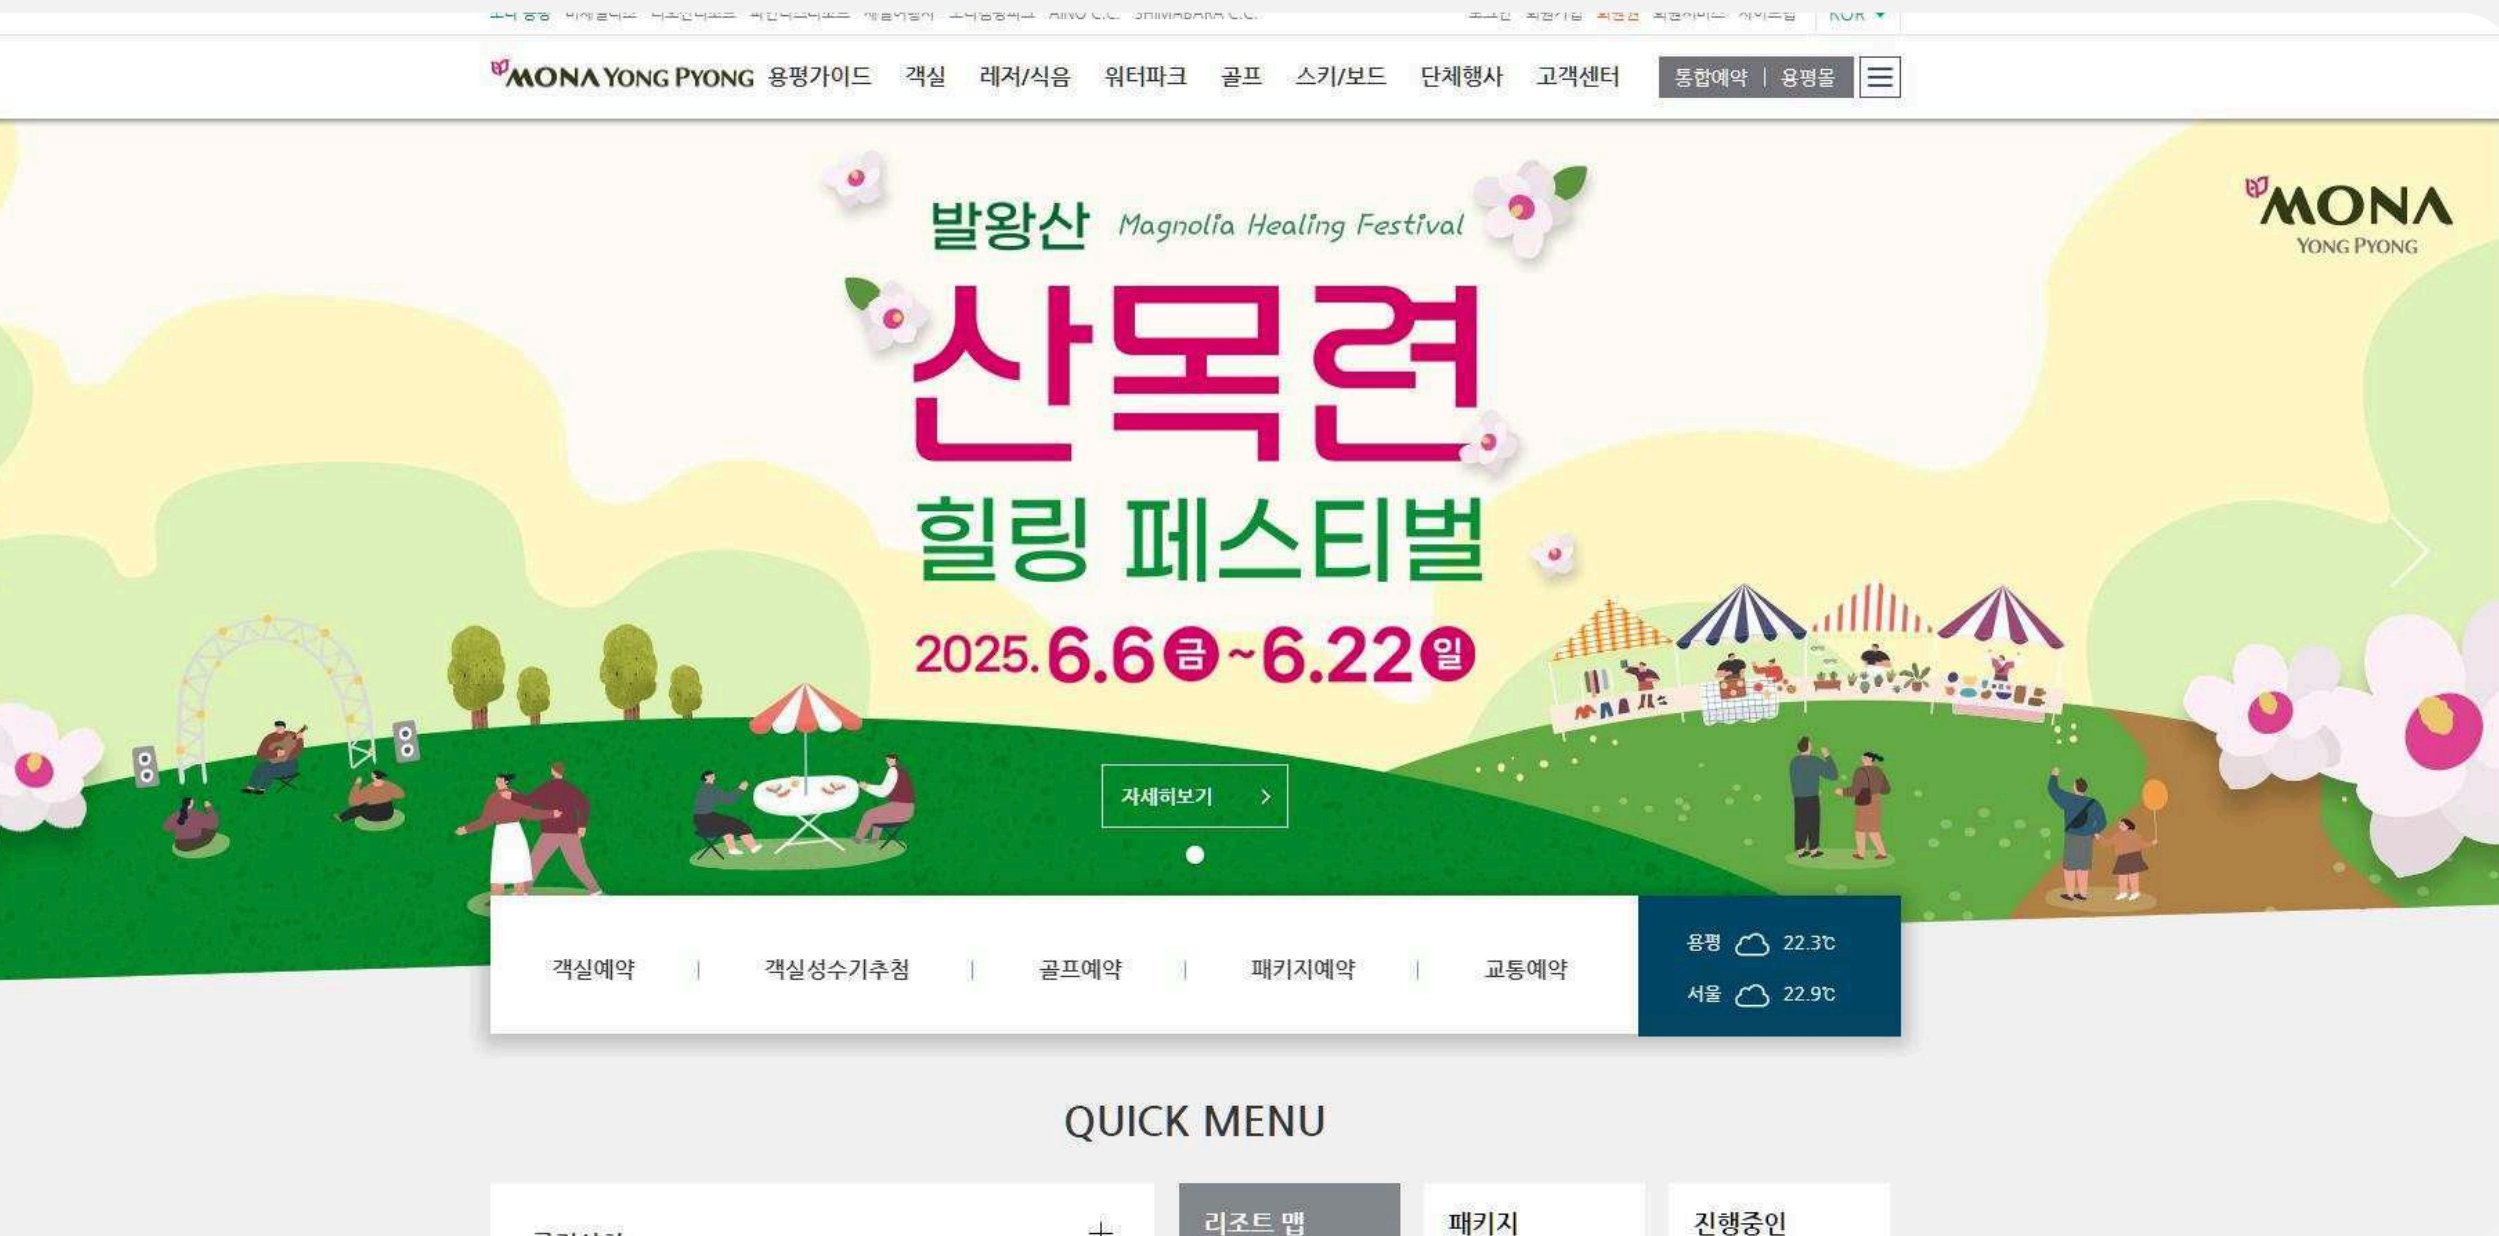 AINO C.C. SHIMABARA C.C.
KOR
MONA YONG PYONG 용평가이드 객실 레저/식음 워터파크 골프 스키/보드 단체행사 고객센터 통합예약 | 용평몰
발왕산 Magnolia Healing Festival
산목련
힐링 페스티벌
2025. 6.6 금 ~ 6.22 일
MONA
YONG PYONG
자세히보기
객실예약 | 객실성수기추첨 | 골프예약 | 패키지예약 | 교통예약
용평 22.3℃
서울 22.9℃
QUICK MENU
리조트 맵
패키지
진행중인